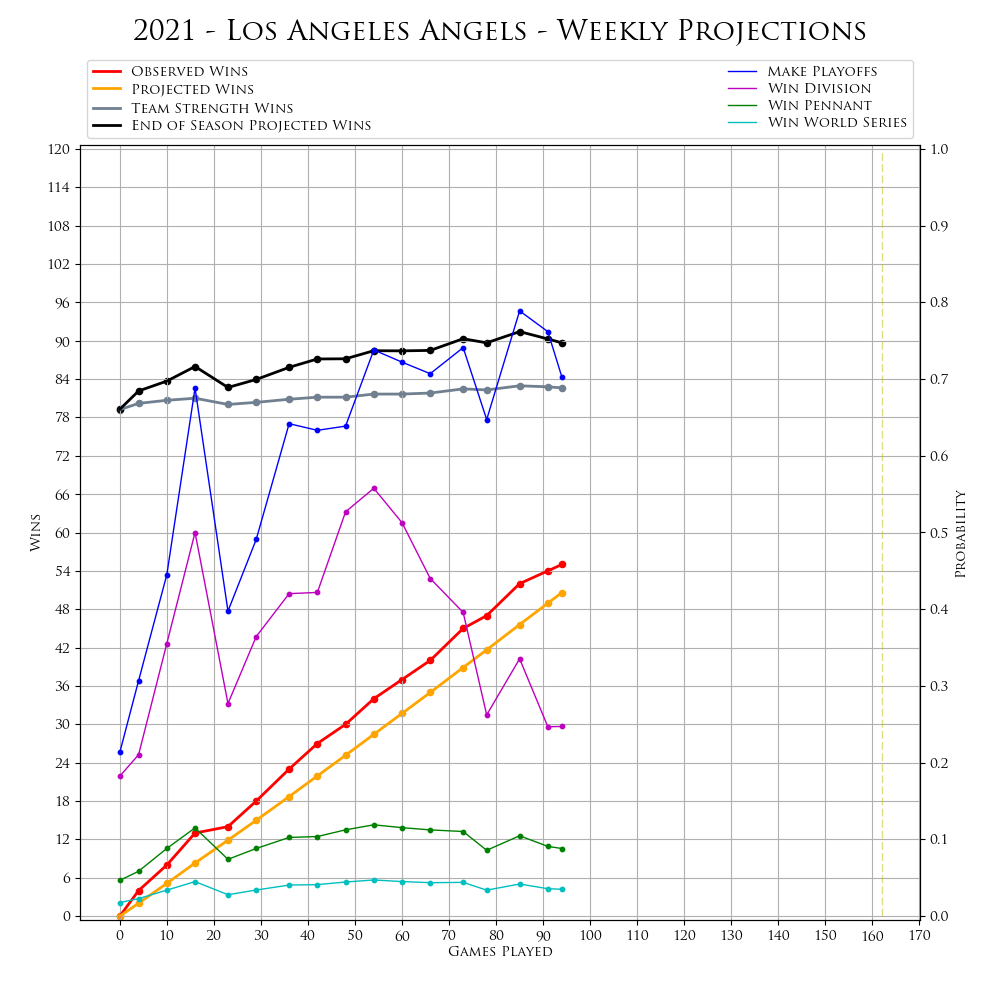 2021 - Los Angeles Angels - Weekly Projections
Observed Wins
Projected Wins
Team Strength Wins
End of Season Projected Wins
Make Playoffs
Win Division
Win Pennant
Win World Series
120
114
108
102
96
90
84
78
72
66
60
54
48
42
36
30
24
18
12
6
0
Wins
1.0
0.9
0.8
0.7
0.6
0.5
0.4
0.3
0.2
0.1
0.0
Probability
0 10 20 30 40 50 60 70 80 90 100 110 120 130 140 150 160 170
Games Played